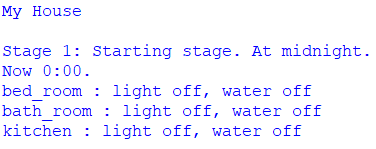 My House
Stage 1: Starting stage. At midnight.
Now 0:00.
bed_room : light off, water off
bath_room : light off, water off
kitchen : light off, water off